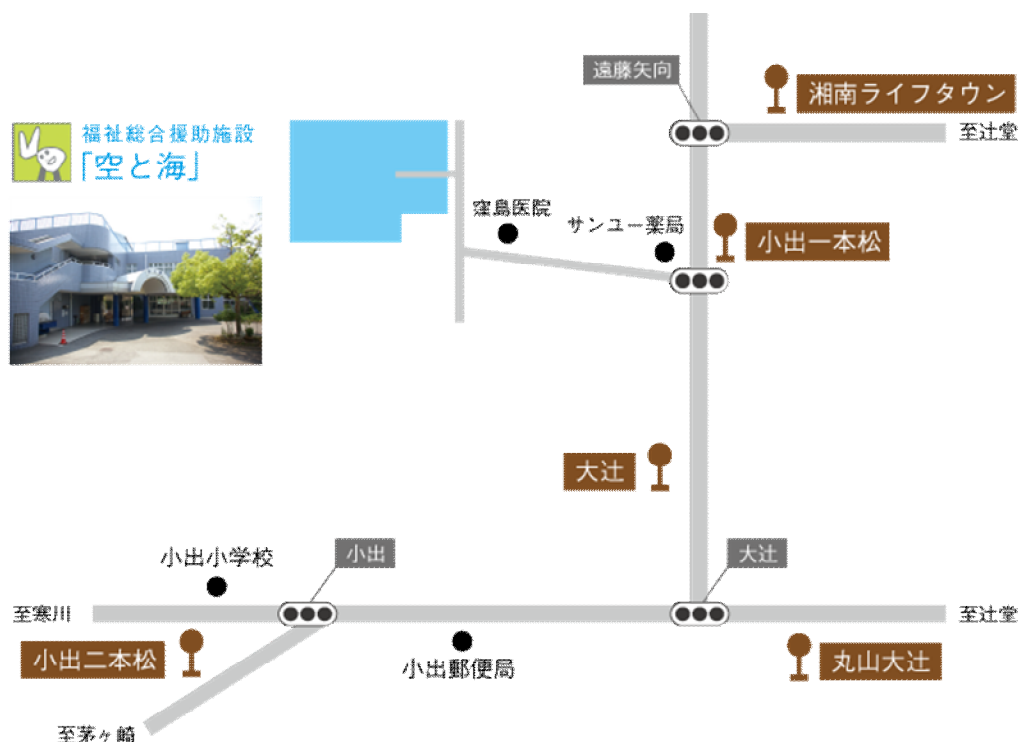 遠藤矢向
湘南ライフタウン
至辻堂
福祉総合援助施設
「空と海」
窪島医院
サンユー薬局
小出一本松
大辻
小出小学校
小出
大辻
至寒川
至辻堂
小出二本松
小出郵便局
丸山大辻
至茅ヶ崎